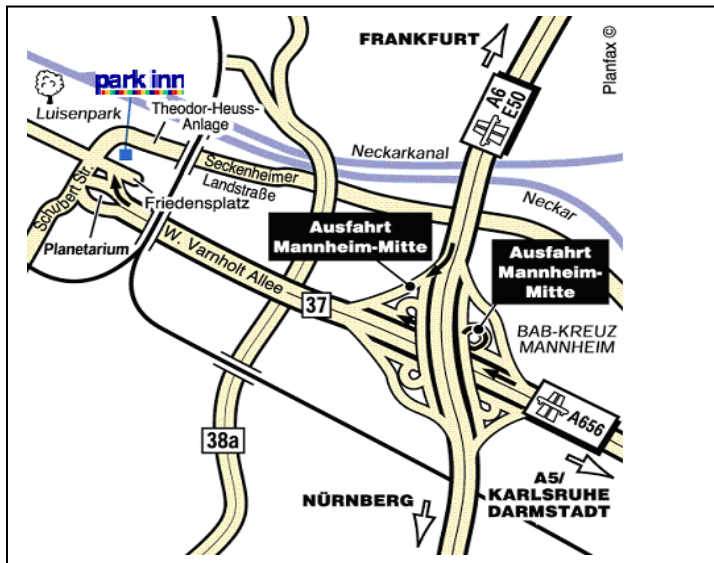 FRANKFURT
Planfax ©
A6
E50
park inn
Luisenpark
Theodor-Heuss-
Anlage
Neckarkanal
Seckenheimer
Landstraße
Neckar
Schubert Str.
Friedensplatz
Planetarium
Ausfahrt
Mannheim-Mitte
Ausfahrt
Mannheim-
Mitte
W. Varnholt Allee
37
BAB-KREUZ
MANNHEIM
A656
38a
NÜRNBERG
A5/
KARLSRUHE
DARMSTADT